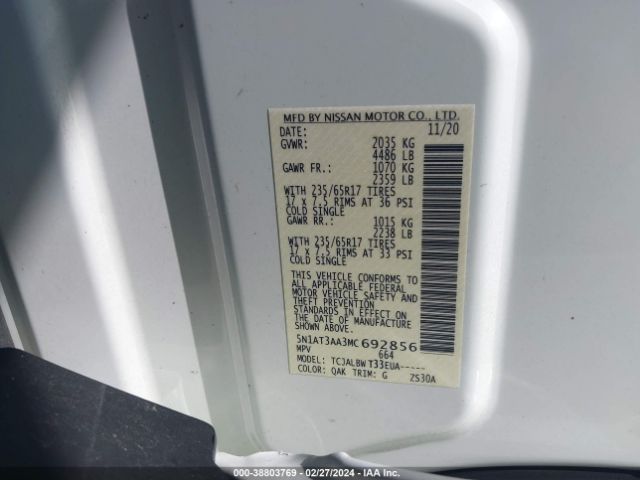 MFD BY NISSAN MOTOR CO., LTD.
DATE: 11/20
GVWR: 2035 KG
4486 LB
GAWR FR.: 1070 KG
2359 LB
WITH 235/65R17 TIRES
17 x 7.5 RIMS AT 36 PSI
COLD SINGLE
GAWR RR.: 1015 KG
2238 LB
WITH 235/65R17 TIRES
17 x 7.5 RIMS AT 33 PSI
COLD SINGLE
THIS VEHICLE CONFORMS TO
ALL APPLICABLE FEDERAL
MOTOR VEHICLE SAFETY AND
THEFT PREVENTION
STANDARDS IN EFFECT ON
THE DATE OF MANUFACTURE
SHOWN ABOVE.
5N1AT3AA3MC692856
MPV 664
MODEL: TCJALBWT33EUA-----
COLOR: QAK TRIM: G ZS30A
000-38803769 - 02/27/2024 - IAA Inc.